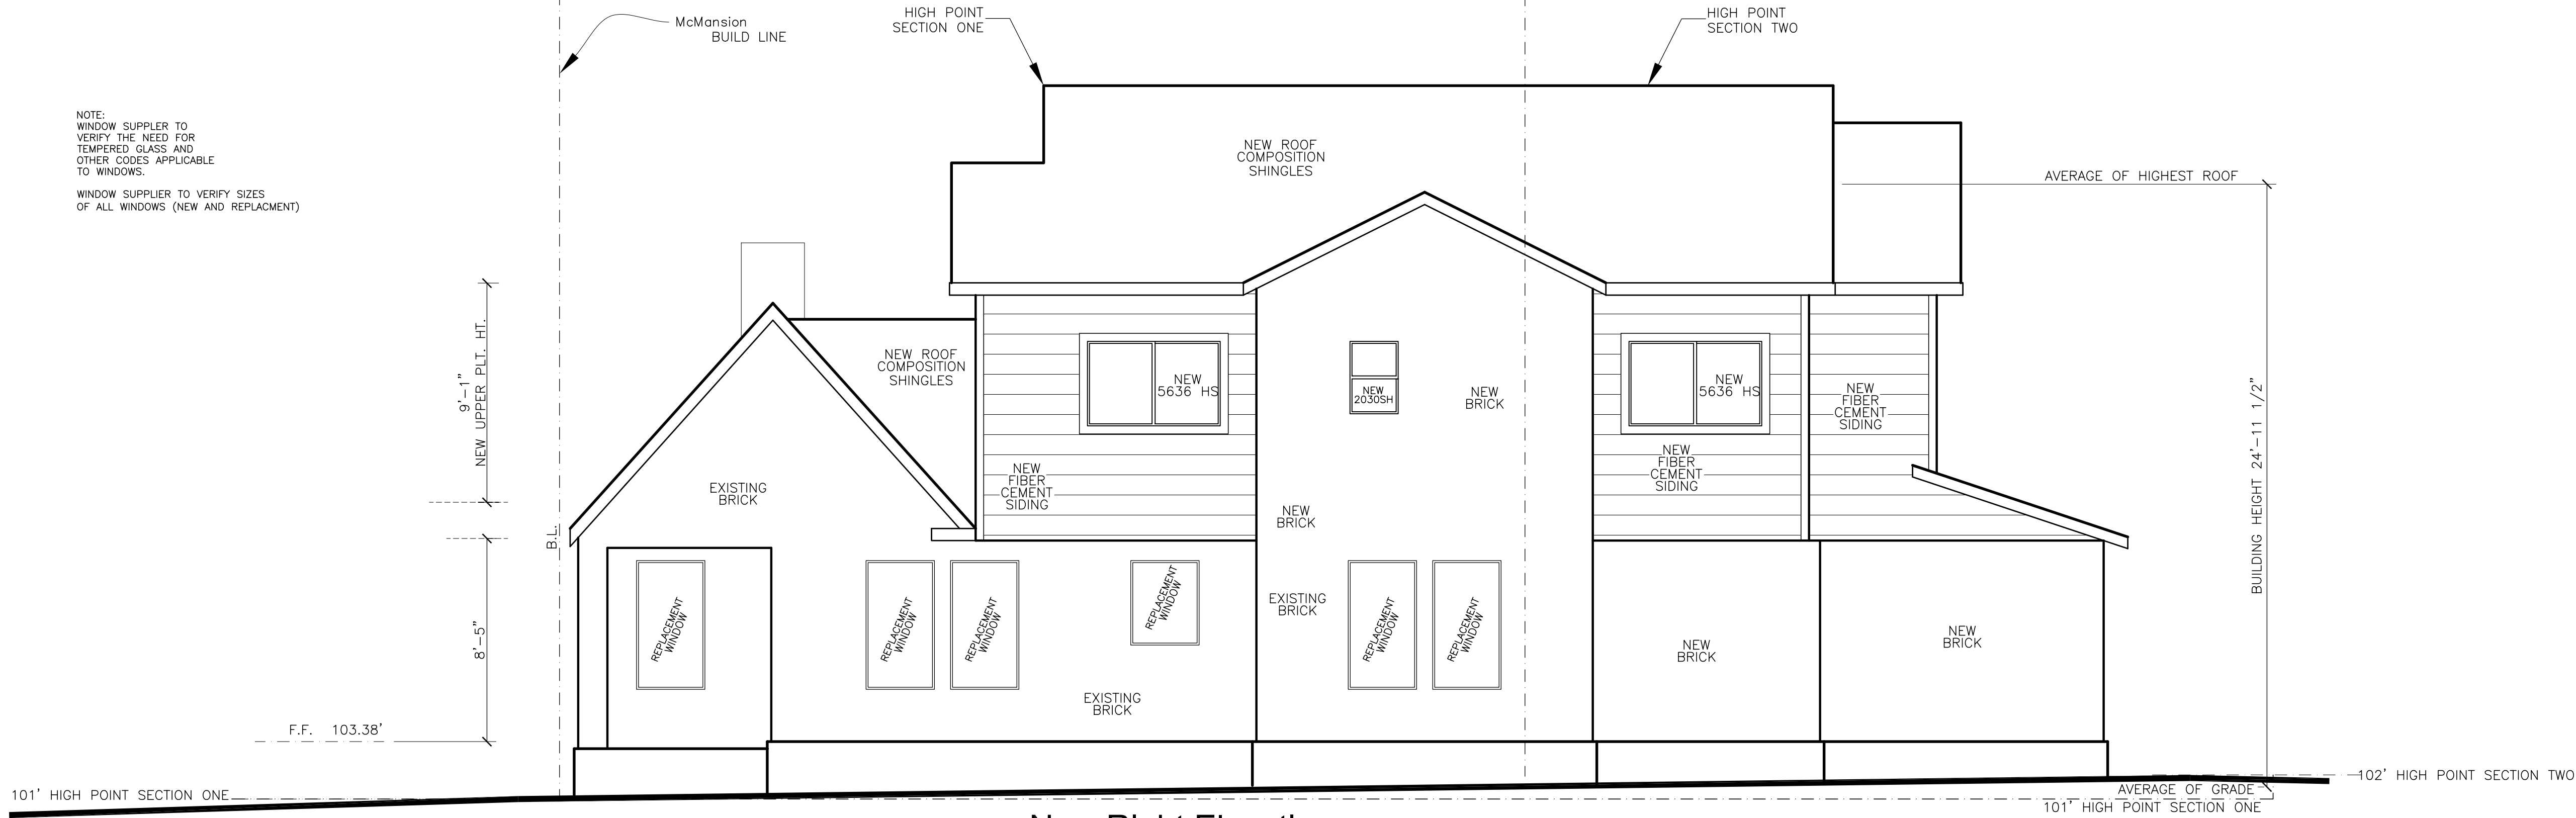 McMansion
BUILD LINE
HIGH POINT
SECTION ONE
HIGH POINT
SECTION TWO
NOTE:
WINDOW SUPPLER TO
VERIFY THE NEED FOR
TEMPERED GLASS AND
OTHER CODES APPLICABLE
TO WINDOWS.
WINDOW SUPPLIER TO VERIFY SIZES
OF ALL WINDOWS (NEW AND REPLACMENT)
NEW ROOF
COMPOSITION
SHINGLES
AVERAGE OF HIGHEST ROOF
9'-1"
NEW UPPER PLT. HT.
NEW ROOF
COMPOSITION
SHINGLES
NEW
5636 HS
NEW
2030SH
NEW
BRICK
NEW
5636 HS
NEW
FIBER
CEMENT
SIDING
BUILDING HEIGHT 24'-11 1/2"
EXISTING
BRICK
NEW
FIBER
CEMENT
SIDING
NEW
FIBER
CEMENT
SIDING
NEW
BRICK
B.L.
8'-5"
REPLACEMENT
WINDOW
REPLACEMENT
WINDOW
REPLACEMENT
WINDOW
REPLACEMENT
WINDOW
EXISTING
BRICK
REPLACEMENT
WINDOW
REPLACEMENT
WINDOW
NEW
BRICK
NEW
BRICK
EXISTING
BRICK
F.F. 103.38'
101' HIGH POINT SECTION ONE
102' HIGH POINT SECTION TWO
AVERAGE OF GRADE
101' HIGH POINT SECTION ONE